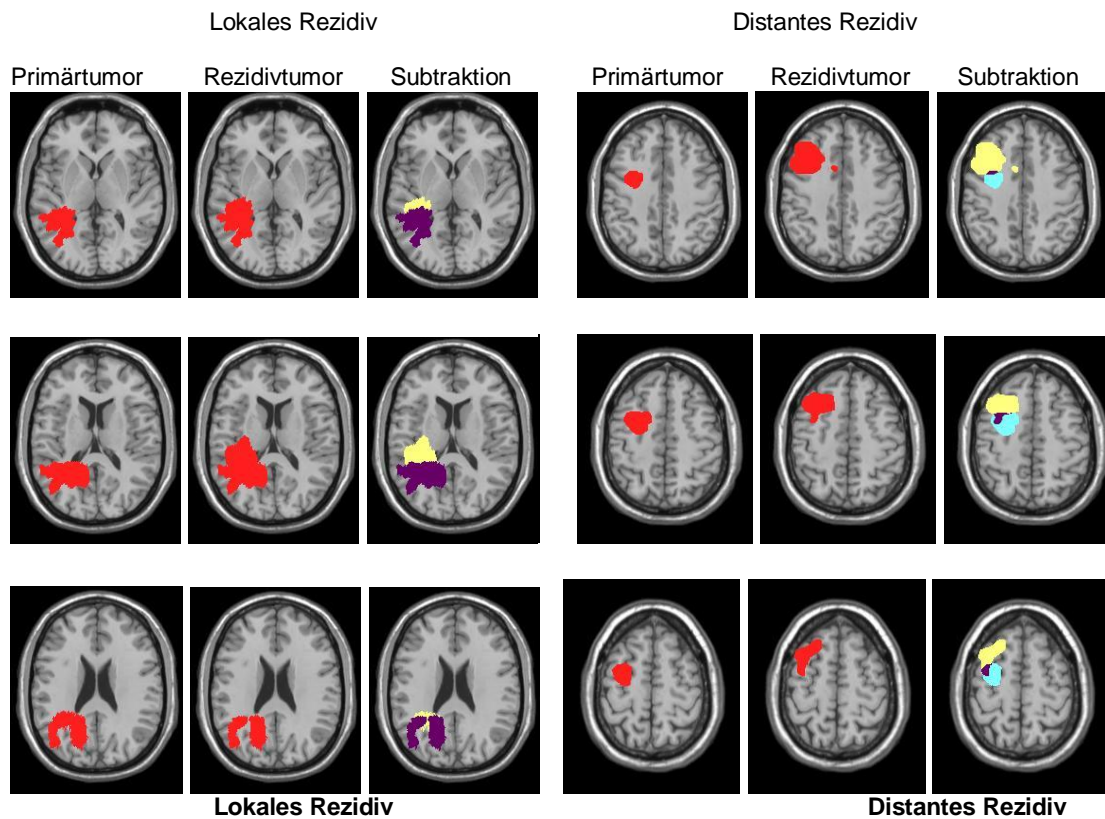 Lokales Rezidiv Distantes Rezidiv
Primärtumor Rezidivtumor Subtraktion Primärtumor Rezidivtumor Subtraktion
Lokales Rezidiv Distantes Rezidiv